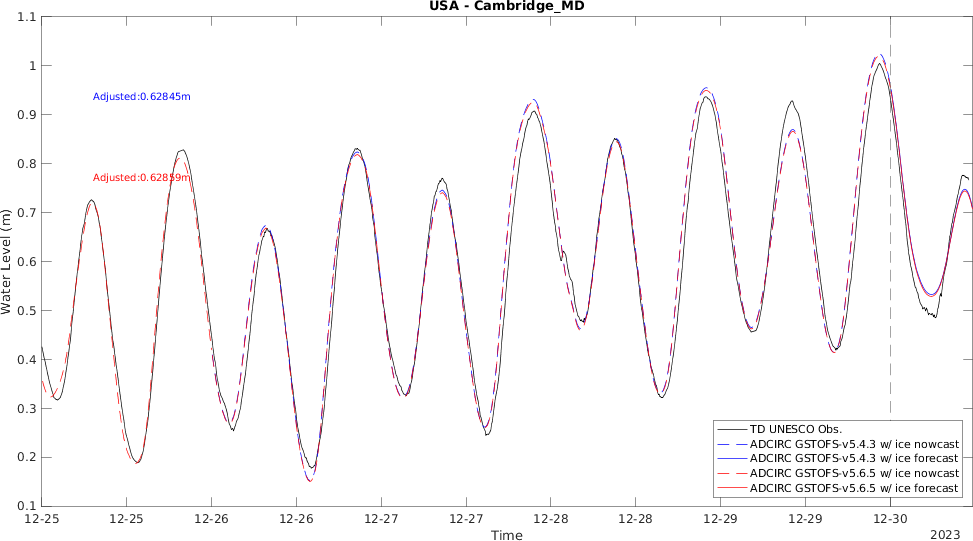 USA - Cambridge_MD
1.1
1
0.9
0.8
0.7
0.6
0.5
0.4
0.3
0.2
0.1
Water Level (m)
Adjusted:0.62845m
Adjusted:0.62859m
TD UNESCO Obs.
ADCIRC GSTOFS-v5.4.3 w/ ice nowcast
ADCIRC GSTOFS-v5.4.3 w/ ice forecast
ADCIRC GSTOFS-v5.6.5 w/ ice nowcast
ADCIRC GSTOFS-v5.6.5 w/ ice forecast
12-25 12-25 12-26 12-26 12-27 12-27 12-28 12-28 12-29 12-29 12-30
Time
2023